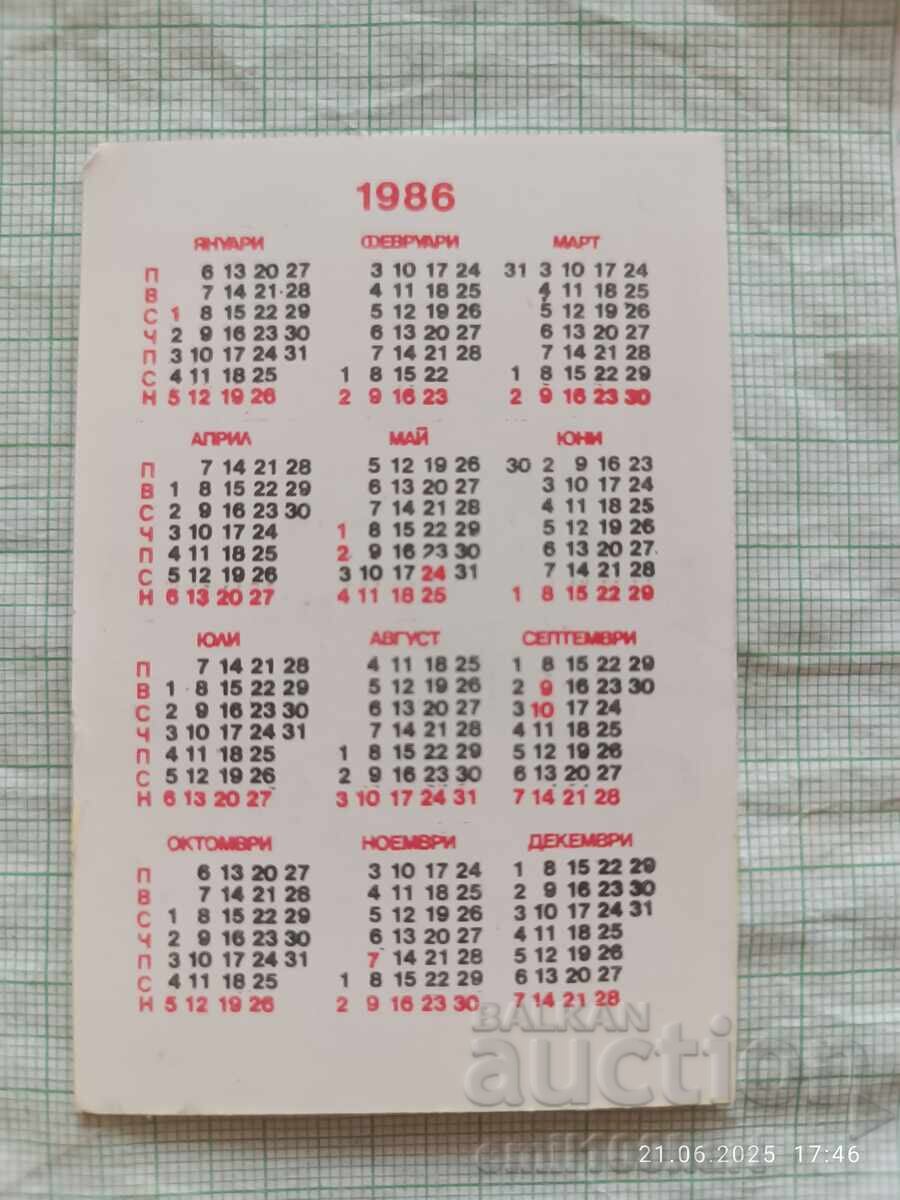 1986
ЯНУАРИ ФЕВРУАРИ МАРТ
П 6 13 20 27 3 10 17 24 31 3 10 17 24
В 7 14 21 28 4 11 18 25 4 11 18 25
С 1 8 15 22 29 5 12 19 26 5 12 19 26
Ч 2 9 16 23 30 6 13 20 27 6 13 20 27
П 3 10 17 24 31 7 14 21 28 7 14 21 28
С 4 11 18 25 1 8 15 22 1 8 15 22 29
Н 5 12 19 26 2 9 16 23 2 9 16 23 30
АПРИЛ МАЙ ЮНИ
П 7 14 21 28 5 12 19 26 30 2 9 16 23
В 1 8 15 22 29 6 13 20 27 3 10 17 24
С 2 9 16 23 30 7 14 21 28 4 11 18 25
Ч 3 10 17 24 1 8 15 22 29 5 12 19 26
П 4 11 18 25 2 9 16 23 30 6 13 20 27
С 5 12 19 26 3 10 17 24 31 7 14 21 28
Н 6 13 20 27 4 11 18 25 1 8 15 22 29
ЮЛИ АВГУСТ СЕПТЕМВРИ
П 7 14 21 28 4 11 18 25 1 8 15 22 29
В 1 8 15 22 29 5 12 19 26 2 9 16 23 30
С 2 9 16 23 30 6 13 20 27 3 10 17 24
Ч 3 10 17 24 31 7 14 21 28 4 11 18 25
П 4 11 18 25 1 8 15 22 29 5 12 19 26
С 5 12 19 26 2 9 16 23 30 6 13 20 27
Н 6 13 20 27 3 10 17 24 31 7 14 21 28
ОКТОМВРИ НОЕМВРИ ДЕКЕМВРИ
П 6 13 20 27 3 10 17 24 1 8 15 22 29
В 7 14 21 28 4 11 18 25 2 9 16 23 30
С 1 8 15 22 29 5 12 19 26 3 10 17 24 31
Ч 2 9 16 23 30 6 13 20 27 4 11 18 25
П 3 10 17 24 31 7 14 21 28 5 12 19 26
С 4 11 18 25 1 8 15 22 29 6 13 20 27
Н 5 12 19 26 2 9 16 23 30 7 14 21 28
BALKAN
auction
21.06.2025 17:46